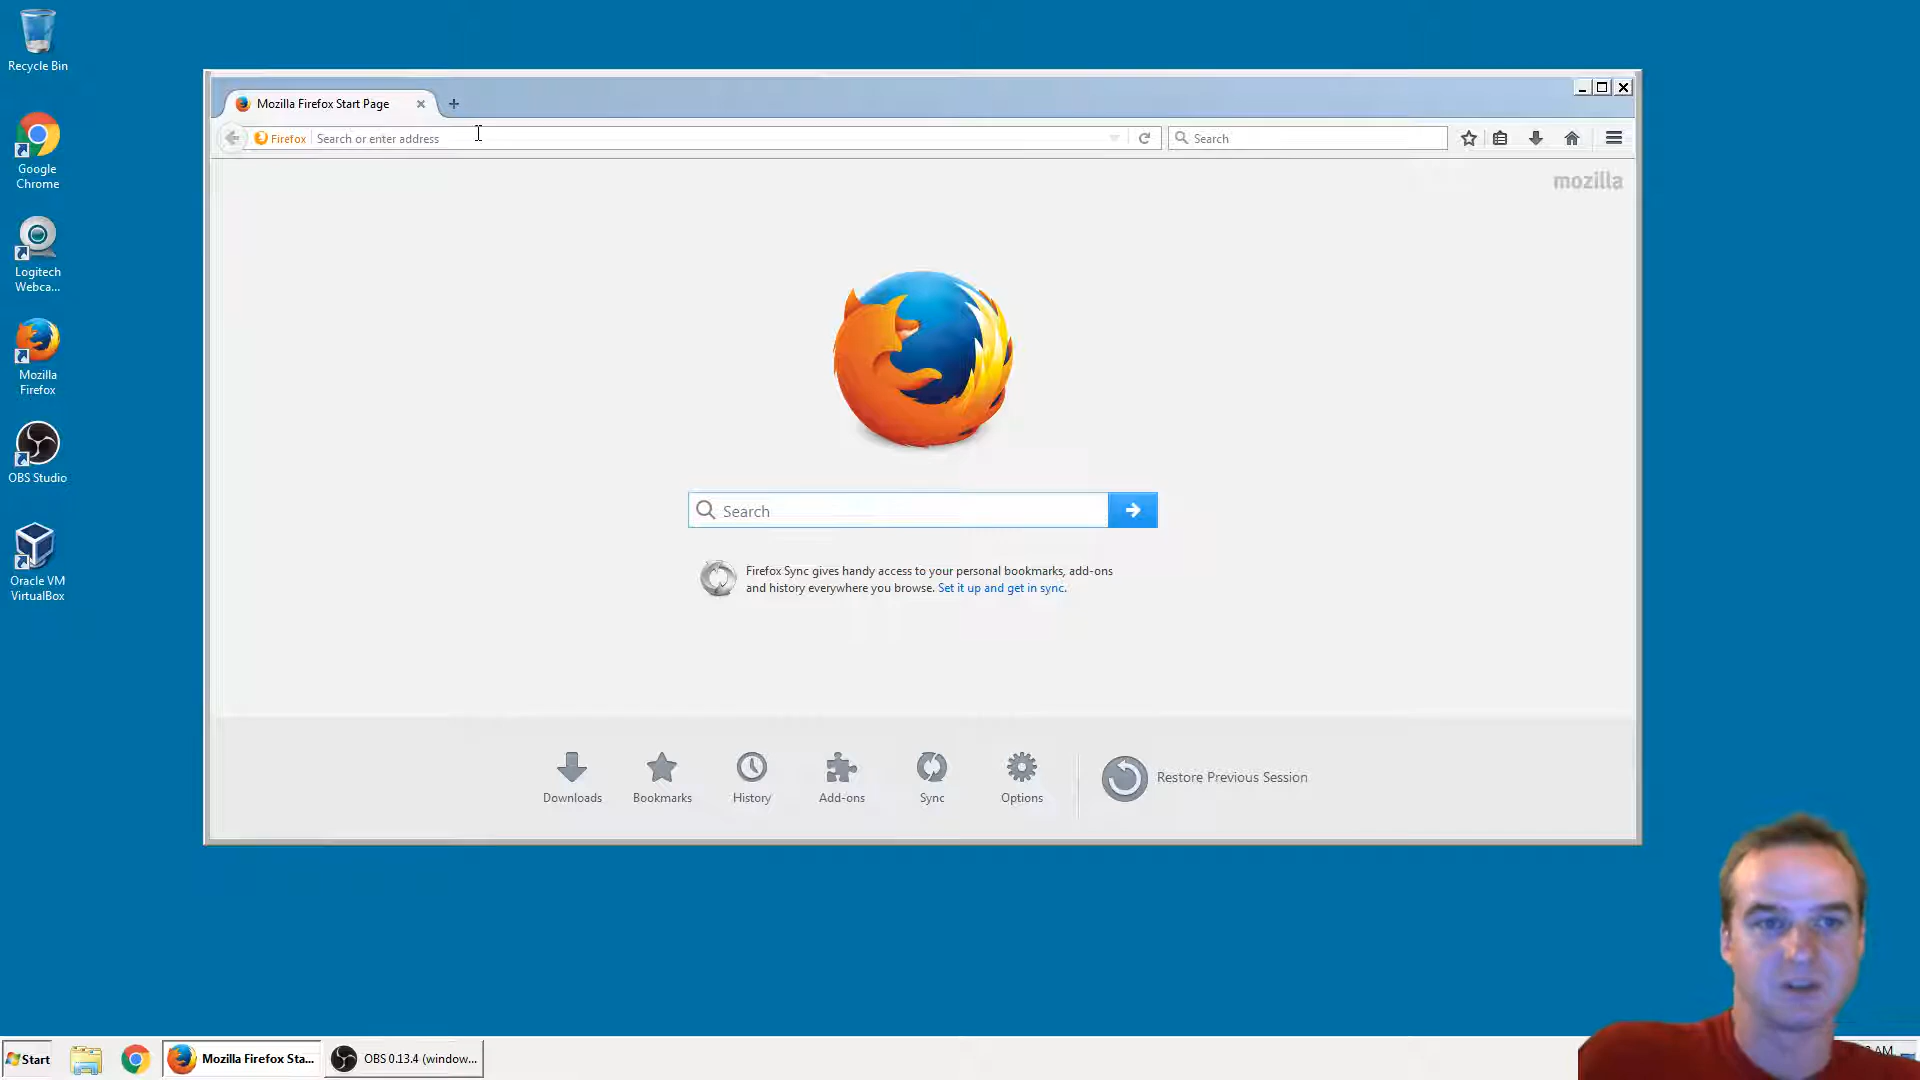 Recycle Bin
Google
Chrome
Logitech
Webca...
Mozilla
Firefox
OBS Studio
Oracle VM
VirtualBox
Mozilla Firefox Start Page
Firefox
Search or enter address
Search
mozilla
Search
Firefox Sync gives handy access to your personal bookmarks, add-ons
and history everywhere you browse. Set it up and get in sync.
Downloads
Bookmarks
History
Add-ons
Sync
Options
Restore Previous Session
Start
Mozilla Firefox Sta...
OBS 0.13.4 (window...
AM